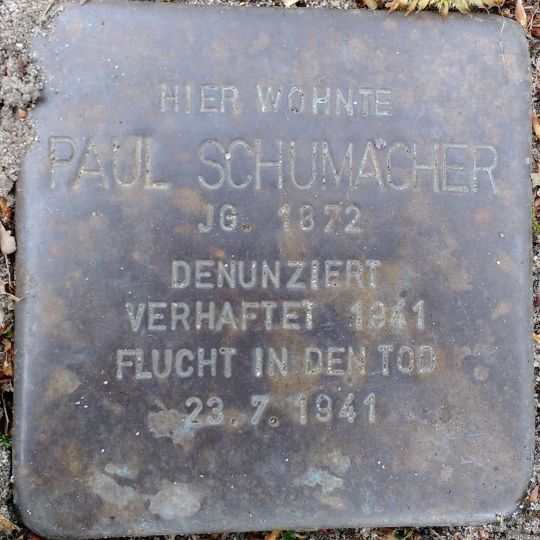 HIER WOHNTE
PAUL SCHUMACHER
JG. 1872
DENUNZIERT
VERHAFTET 1941
FLUCHT IN DEN TOD
23.7.1941